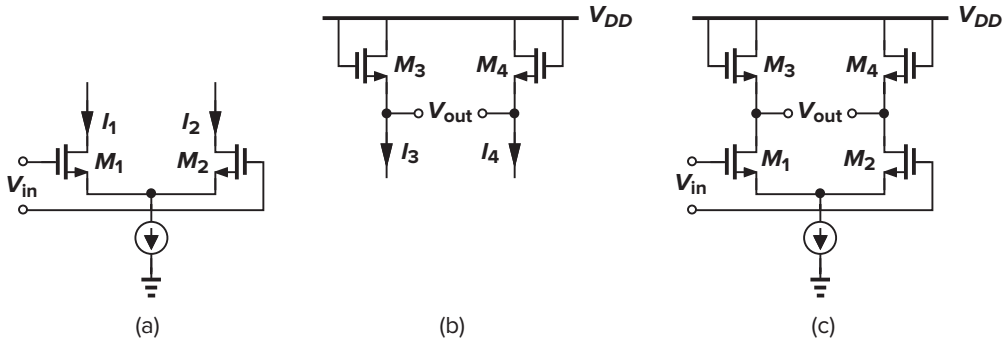 I1 I2
M1 M2
Vin
(a)
VDD
M3 M4
Vout
I3 I4
(b)
VDD
M3 M4
Vout
M1 M2
Vin
(c)